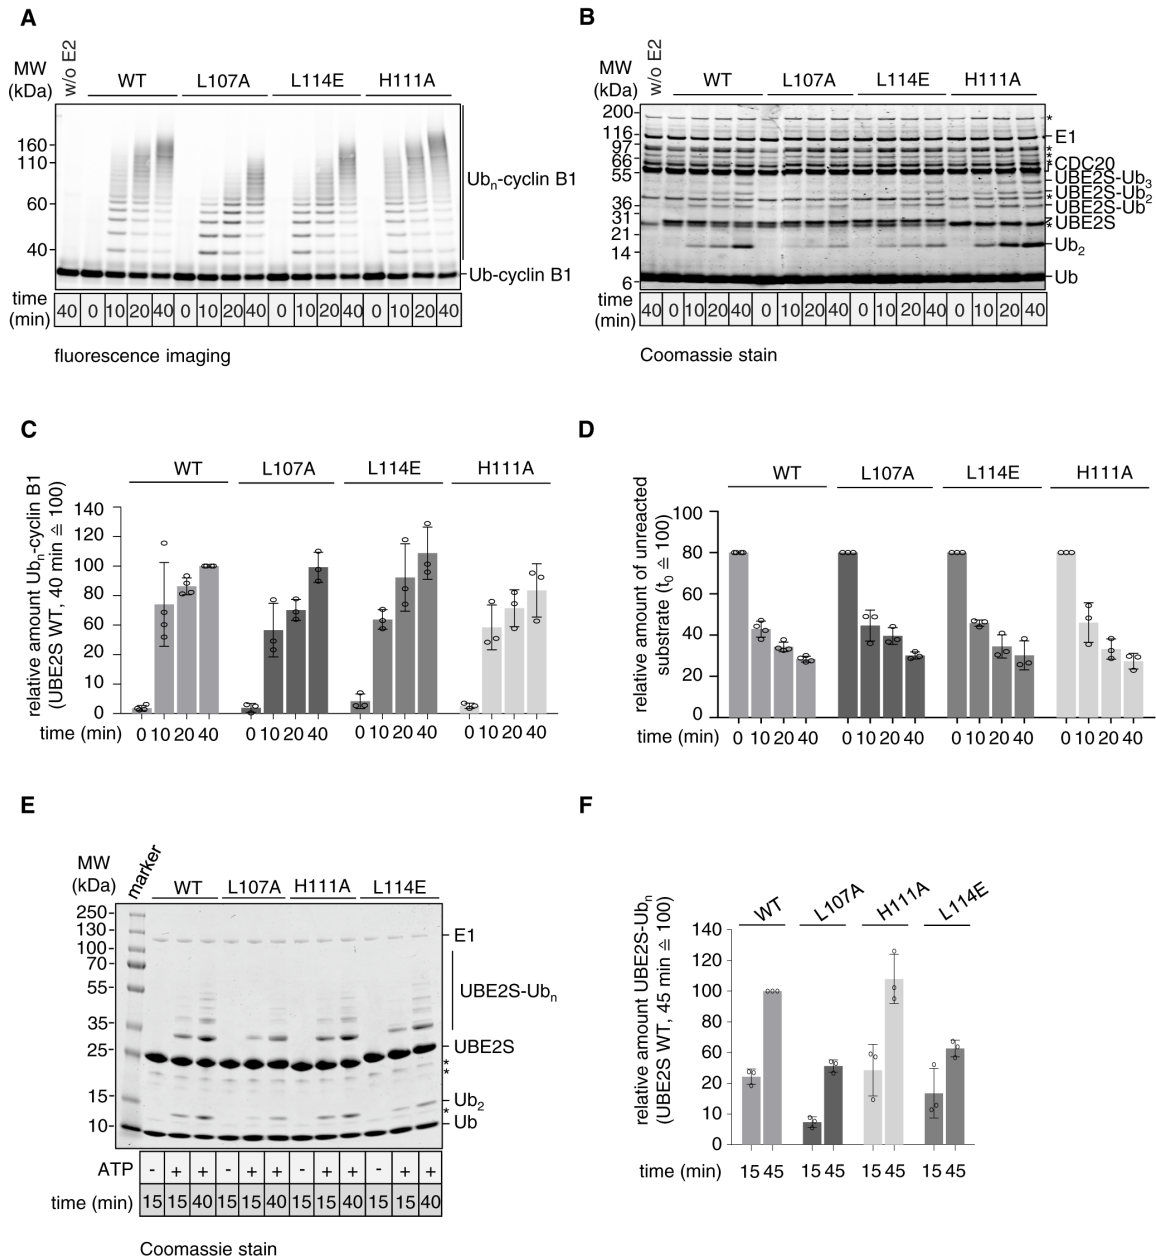 A
MW
(kDa)
w/o E2
WT
L107A
L114E
H111A
160
110
60
40
Ubn-cyclin B1
Ub-cyclin B1
time
(min)
40 0 10 20 40 0 10 20 40 0 10 20 40 0 10 20 40
fluorescence imaging
B
MW
(kDa)
w/o E2
WT
L107A
L114E
H111A
200
116
97
66
55
36
31
21
14
6
*
E1
*
*
*
CDC20
UBE2S-Ub3
UBE2S-Ub2
*
UBE2S-Ub
UBE2S
*
Ub2
Ub
time
(min)
40 0 10 20 40 0 10 20 40 0 10 20 40 0 10 20 40
Coomassie stain
C
relative amount Ubn-cyclin B1
(UBE2S WT, 40 min ≙ 100)
WT
L107A
L114E
H111A
140
120
100
80
60
20
10
0
time (min) 0 10 20 40 0 10 20 40 0 10 20 40 0 10 20 40
D
relative amount of unreacted
substrate (t0 ≙ 100)
WT
L107A
L114E
H111A
100
80
60
40
20
0
time (min) 0 10 20 40 0 10 20 40 0 10 20 40 0 10 20 40
E
MW
(kDa)
marker
WT
L107A
H111A
L114E
250
130
100
70
55
35
25
15
10
E1
UBE2S-Ubn
UBE2S
*
*
Ub2
*
Ub
ATP - + + - + + - + + - + +
time (min) 15 15 40 15 15 40 15 15 40 15 15 40
Coomassie stain
F
relative amount UBE2S-Ubn
(UBE2S WT, 45 min ≙ 100)
WT
L107A
H111A
L114E
140
120
100
80
60
20
10
0
time (min) 15 45 15 45 15 45 15 45